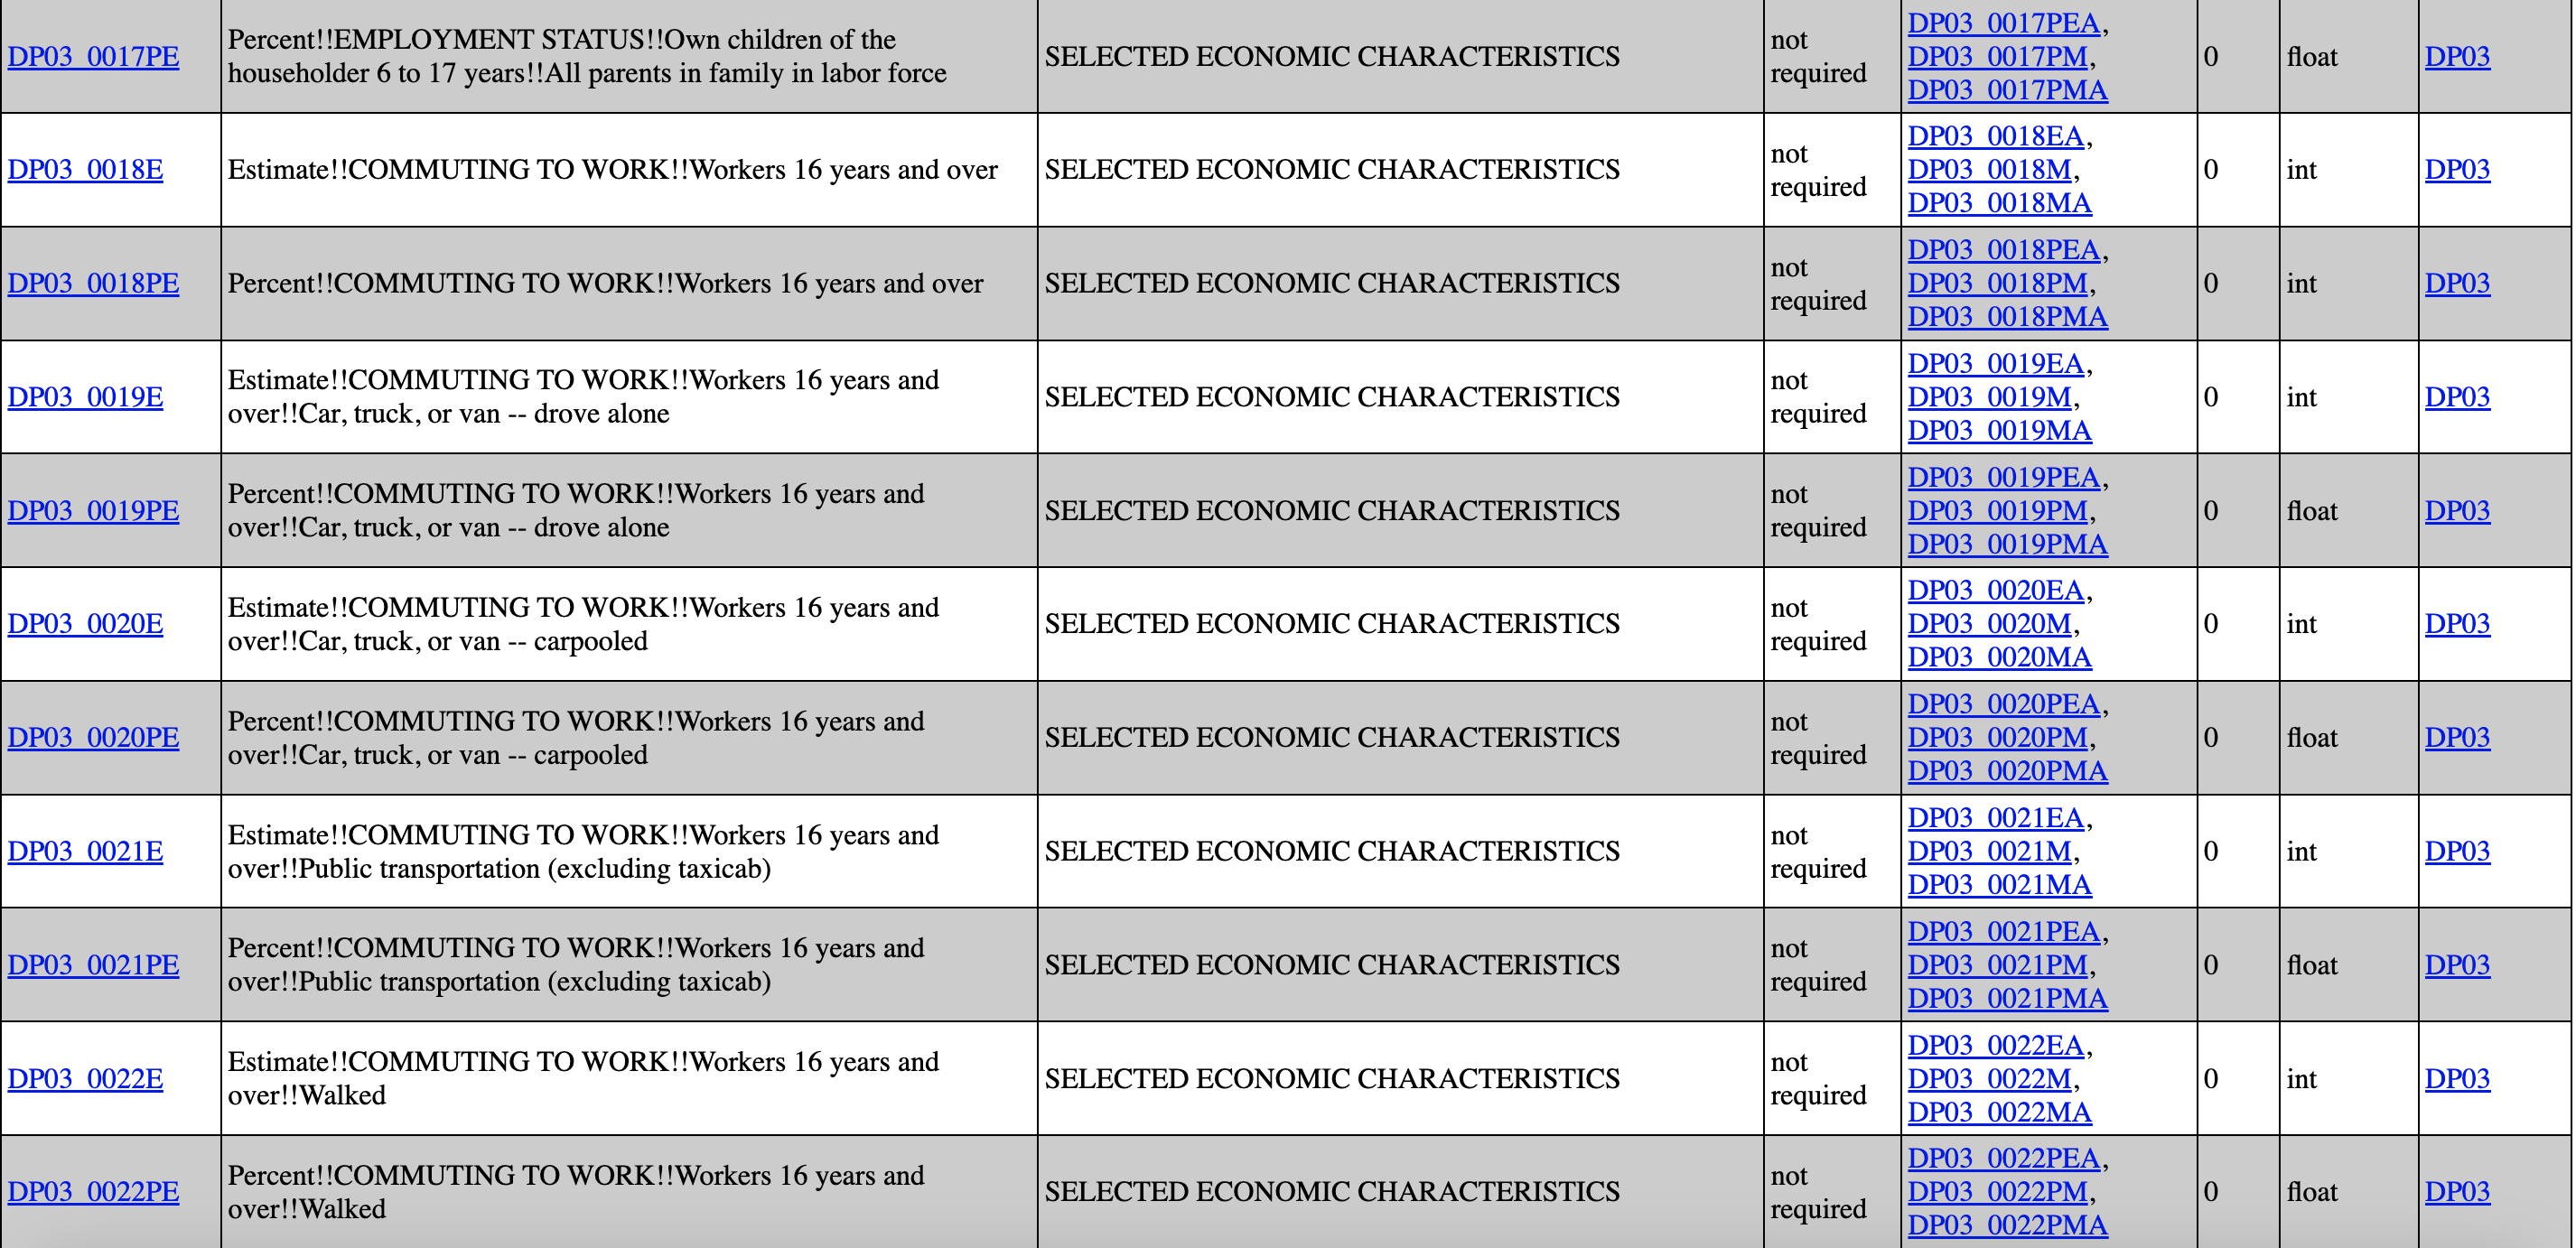 DP03_0017PE
Percent!!EMPLOYMENT STATUS!!Own children of the
householder 6 to 17 years!!All parents in family in labor force
SELECTED ECONOMIC CHARACTERISTICS
not
required
DP03_0017PEA,
DP03_0017PM,
DP03_0017PMA
0
float
DP03
DP03_0018E
Estimate!!COMMUTING TO WORK!!Workers 16 years and over
SELECTED ECONOMIC CHARACTERISTICS
not
required
DP03_0018EA,
DP03_0018M,
DP03_0018MA
0
int
DP03
DP03_0018PE
Percent!!COMMUTING TO WORK!!Workers 16 years and over
SELECTED ECONOMIC CHARACTERISTICS
not
required
DP03_0018PEA,
DP03_0018PM,
DP03_0018PMA
0
int
DP03
DP03_0019E
Estimate!!COMMUTING TO WORK!!Workers 16 years and
over!!Car, truck, or van -- drove alone
SELECTED ECONOMIC CHARACTERISTICS
not
required
DP03_0019EA,
DP03_0019M,
DP03_0019MA
0
int
DP03
DP03_0019PE
Percent!!COMMUTING TO WORK!!Workers 16 years and
over!!Car, truck, or van -- drove alone
SELECTED ECONOMIC CHARACTERISTICS
not
required
DP03_0019PEA,
DP03_0019PM,
DP03_0019PMA
0
float
DP03
DP03_0020E
Estimate!!COMMUTING TO WORK!!Workers 16 years and
over!!Car, truck, or van -- carpooled
SELECTED ECONOMIC CHARACTERISTICS
not
required
DP03_0020EA,
DP03_0020M,
DP03_0020MA
0
int
DP03
DP03_0020PE
Percent!!COMMUTING TO WORK!!Workers 16 years and
over!!Car, truck, or van -- carpooled
SELECTED ECONOMIC CHARACTERISTICS
not
required
DP03_0020PEA,
DP03_0020PM,
DP03_0020PMA
0
float
DP03
DP03_0021E
Estimate!!COMMUTING TO WORK!!Workers 16 years and
over!!Public transportation (excluding taxicab)
SELECTED ECONOMIC CHARACTERISTICS
not
required
DP03_0021EA,
DP03_0021M,
DP03_0021MA
0
int
DP03
DP03_0021PE
Percent!!COMMUTING TO WORK!!Workers 16 years and
over!!Public transportation (excluding taxicab)
SELECTED ECONOMIC CHARACTERISTICS
not
required
DP03_0021PEA,
DP03_0021PM,
DP03_0021PMA
0
float
DP03
DP03_0022E
Estimate!!COMMUTING TO WORK!!Workers 16 years and
over!!Walked
SELECTED ECONOMIC CHARACTERISTICS
not
required
DP03_0022EA,
DP03_0022M,
DP03_0022MA
0
int
DP03
DP03_0022PE
Percent!!COMMUTING TO WORK!!Workers 16 years and
over!!Walked
SELECTED ECONOMIC CHARACTERISTICS
not
required
DP03_0022PEA,
DP03_0022PM,
DP03_0022PMA
0
float
DP03